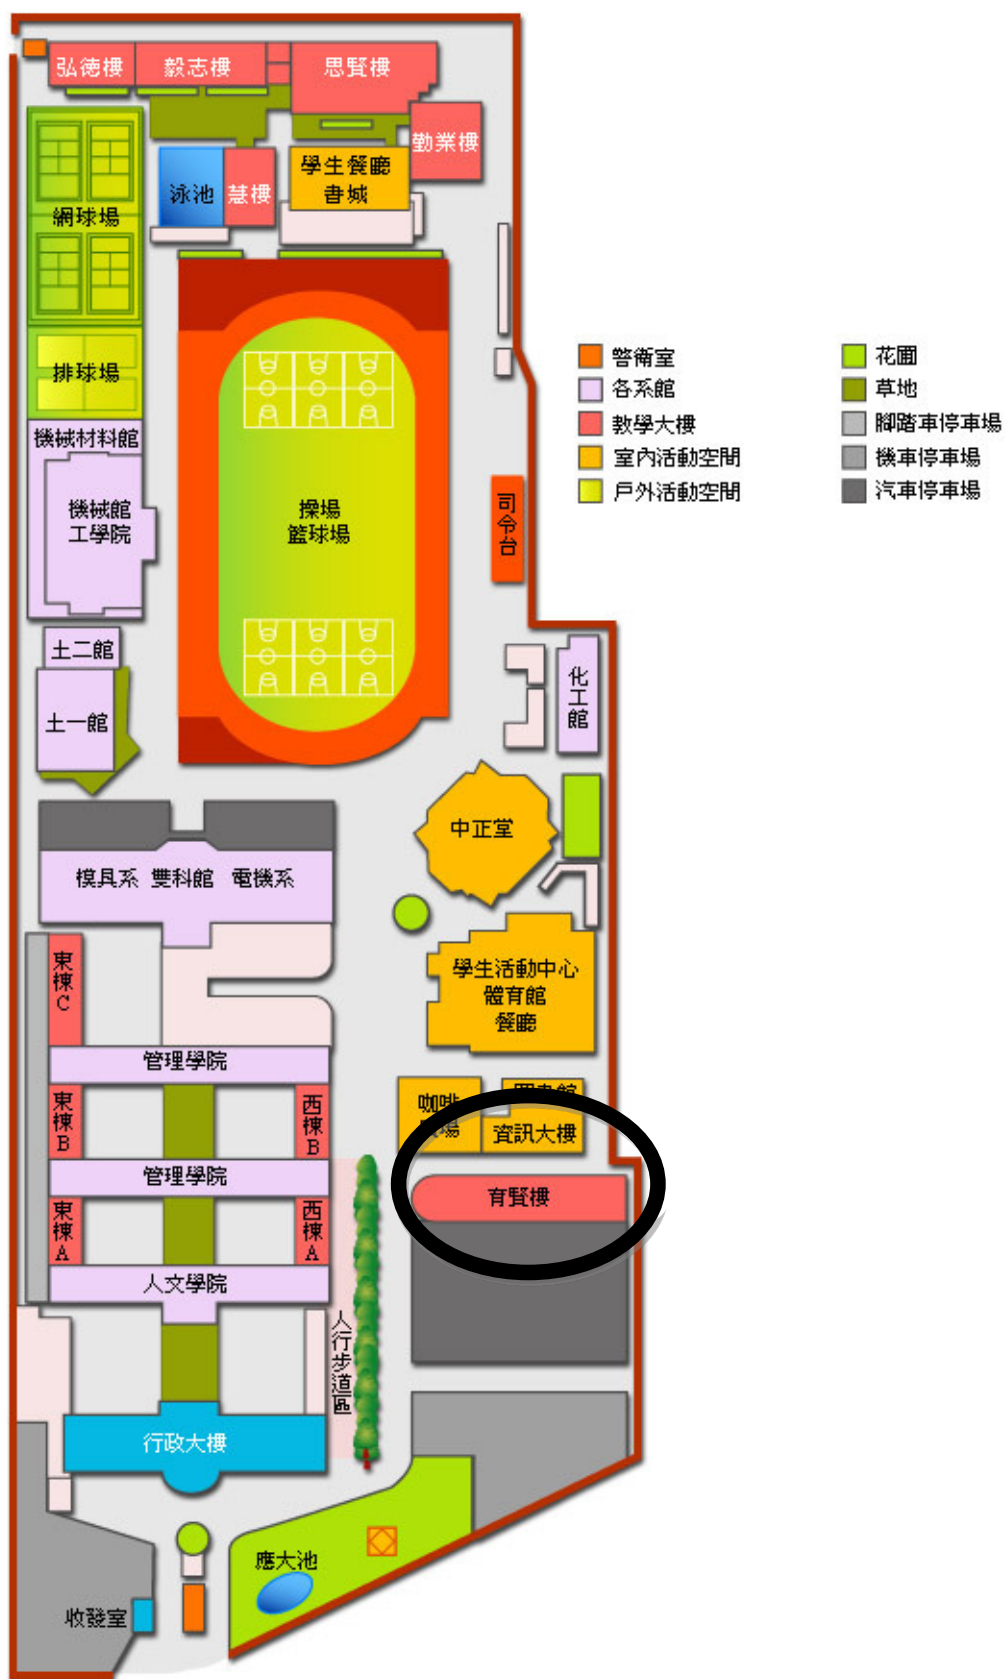 弘德樓
毅志樓
思賢樓
勤業樓
泳池
慧樓
學生餐廳
書城
網球場
排球場
機械材料館
機械館
工學院
操場
籃球場
司令台
警衛室
各系館
教學大樓
室內活動空間
戶外活動空間
花圃
草地
腳踏車停車場
機車停車場
汽車停車場
土二館
土一館
化工館
中正堂
模具系 雙科館 電機系
學生活動中心
體育館
餐廳
東棟C
管理學院
東棟B
西棟B
咖啡
場
圖書館
資訊大樓
管理學院
育賢樓
東棟A
西棟A
人文學院
人行步道區
行政大樓
應大池
收發室